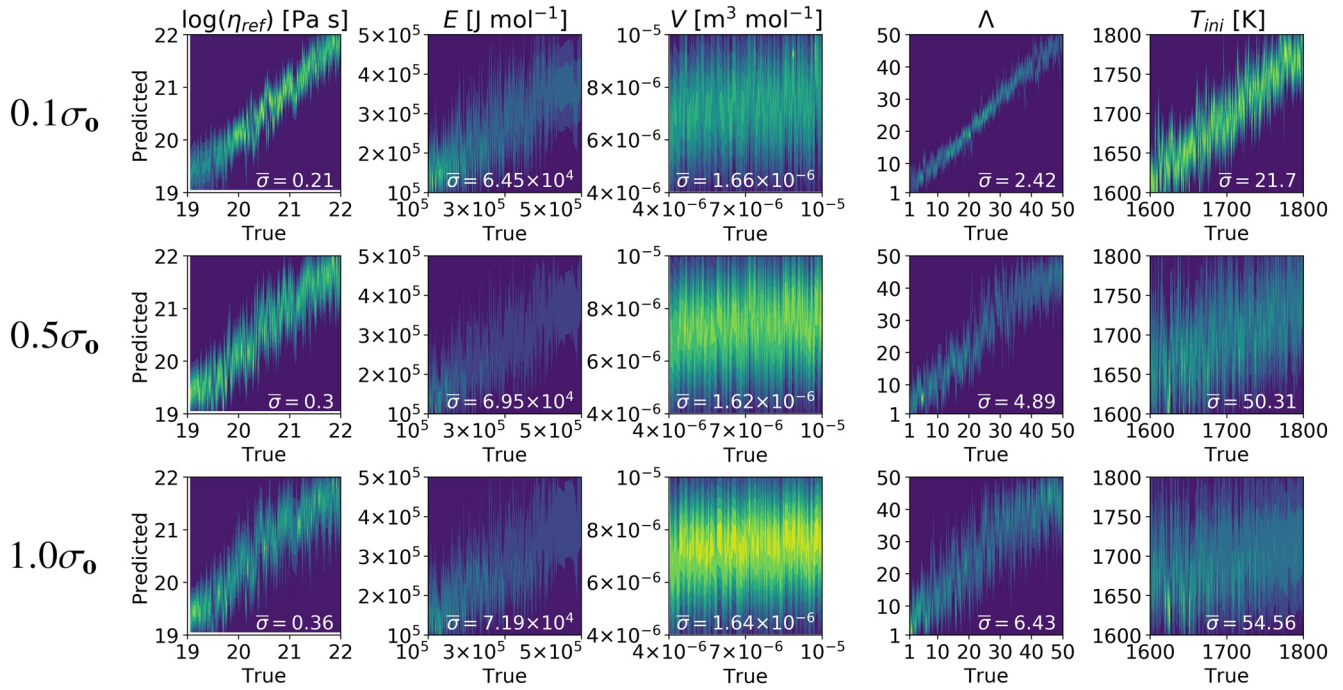 log(η_ref) [Pa s] E [J mol⁻¹] V [m³ mol⁻¹] Λ T_ini [K]
0.1σ_o
Predicted
22
21
20
19
σ̅ = 0.21
19 20 21 22
True
5×10⁵
4×10⁵
3×10⁵
2×10⁵
10⁵
σ̅ = 6.45×10⁴
10⁵ 3×10⁵ 5×10⁵
True
10⁻⁵
8×10⁻⁶
6×10⁻⁶
4×10⁻⁶
σ̅ = 1.66×10⁻⁶
4×10⁻⁶ 7×10⁻⁶ 10⁻⁵
True
50
40
30
20
10
1
σ̅ = 2.42
1 10 20 30 40 50
True
1800
1750
1700
1650
1600
σ̅ = 21.7
1600 1700 1800
True
0.5σ_o
Predicted
22
21
20
19
σ̅ = 0.3
19 20 21 22
True
5×10⁵
4×10⁵
3×10⁵
2×10⁵
10⁵
σ̅ = 6.95×10⁴
10⁵ 3×10⁵ 5×10⁵
True
10⁻⁵
8×10⁻⁶
6×10⁻⁶
4×10⁻⁶
σ̅ = 1.62×10⁻⁶
4×10⁻⁶ 7×10⁻⁶ 10⁻⁵
True
50
40
30
20
10
1
σ̅ = 4.89
1 10 20 30 40 50
True
1800
1750
1700
1650
1600
σ̅ = 50.31
1600 1700 1800
True
1.0σ_o
Predicted
22
21
20
19
σ̅ = 0.36
19 20 21 22
True
5×10⁵
4×10⁵
3×10⁵
2×10⁵
10⁵
σ̅ = 7.19×10⁴
10⁵ 3×10⁵ 5×10⁵
True
10⁻⁵
8×10⁻⁶
6×10⁻⁶
4×10⁻⁶
σ̅ = 1.64×10⁻⁶
4×10⁻⁶ 7×10⁻⁶ 10⁻⁵
True
50
40
30
20
10
1
σ̅ = 6.43
1 10 20 30 40 50
True
1800
1750
1700
1650
1600
σ̅ = 54.56
1600 1700 1800
True